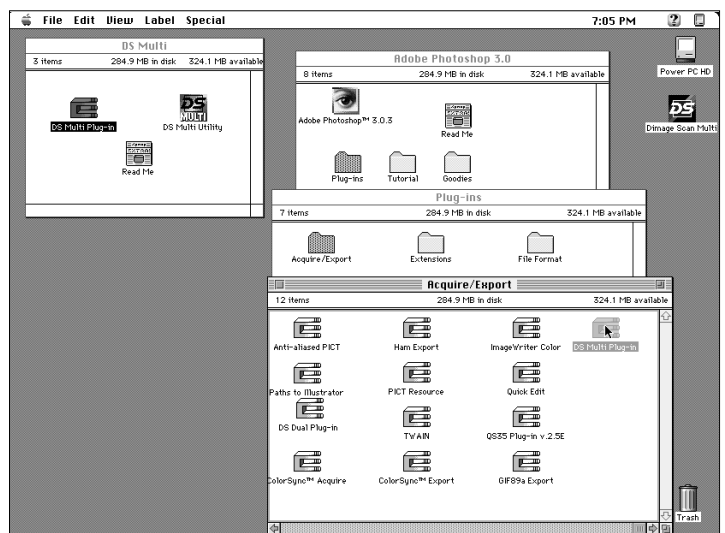 File Edit View Label Special 7:05 PM
DS Multi
3 items 284.9 MB in disk 324.1 MB available
DS Multi Plug-in
DS MULTI
DS Multi Utility
Read Me
Adobe Photoshop 3.0
8 items 284.9 MB in disk 324.1 MB available
Adobe Photoshop™ 3.0.3
Read Me
Plug-ins Tutorial Goodies
Power PC HD
DS
Dimage Scan Multi
Plug-ins
7 items 284.9 MB in disk 324.1 MB available
Acquire/Export Extensions File Format
Acquire/Export
12 items 284.9 MB in disk 324.1 MB available
Anti-aliased PICT Ham Export ImageWriter Color DS Multi Plug-in
Paths to Illustrator PICT Resource Quick Edit
DS Dual Plug-in TWAIN QS35 Plug-in v.2.5E
ColorSync™ Acquire ColorSync™ Export GIF89a Export
Trash